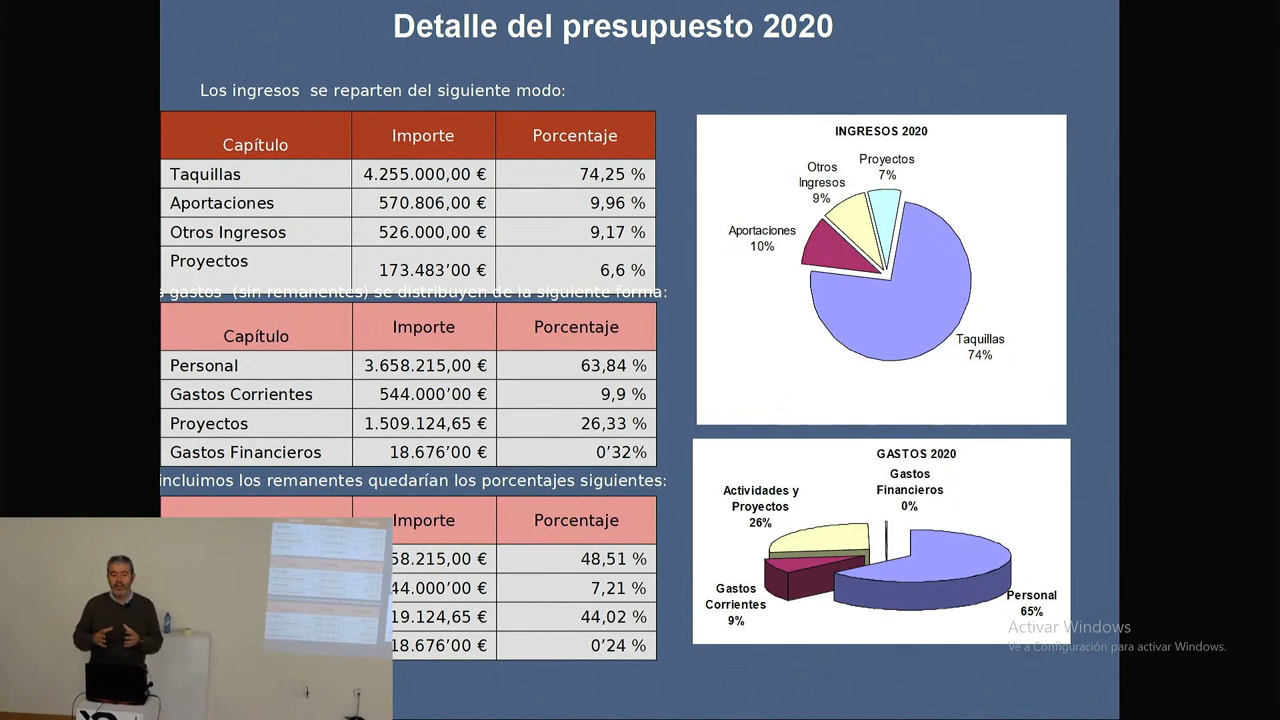 Detalle del presupuesto 2020
Los ingresos  se reparten del siguiente modo:
Capítulo Importe Porcentaje
Taquillas 4.255.000,00 € 74,25 %
Aportaciones 570.806,00 € 9,96 %
Otros Ingresos 526.000,00 € 9,17 %
Proyectos 173.483’00 € 6,6 %
gastos  (sin remanentes) se distribuyen de la siguiente forma:
Capítulo Importe Porcentaje
Personal 3.658.215,00 € 63,84 %
Gastos Corrientes 544.000’00 € 9,9 %
Proyectos 1.509.124,65 € 26,33 %
Gastos Financieros 18.676’00 € 0’32%
incluimos los remanentes quedarían los porcentajes siguientes:
Importe Porcentaje
58.215,00 € 48,51 %
44.000’00 € 7,21 %
19.124,65 € 44,02 %
18.676’00 € 0’24 %
INGRESOS 2020
Proyectos
7%
Otros
Ingresos
9%
Aportaciones
10%
Taquillas
74%
GASTOS 2020
Gastos
Financieros
0%
Actividades y
Proyectos
26%
Gastos
Corrientes
9%
Personal
65%
Activar Windows
Ve a Configuración para activar Windows.